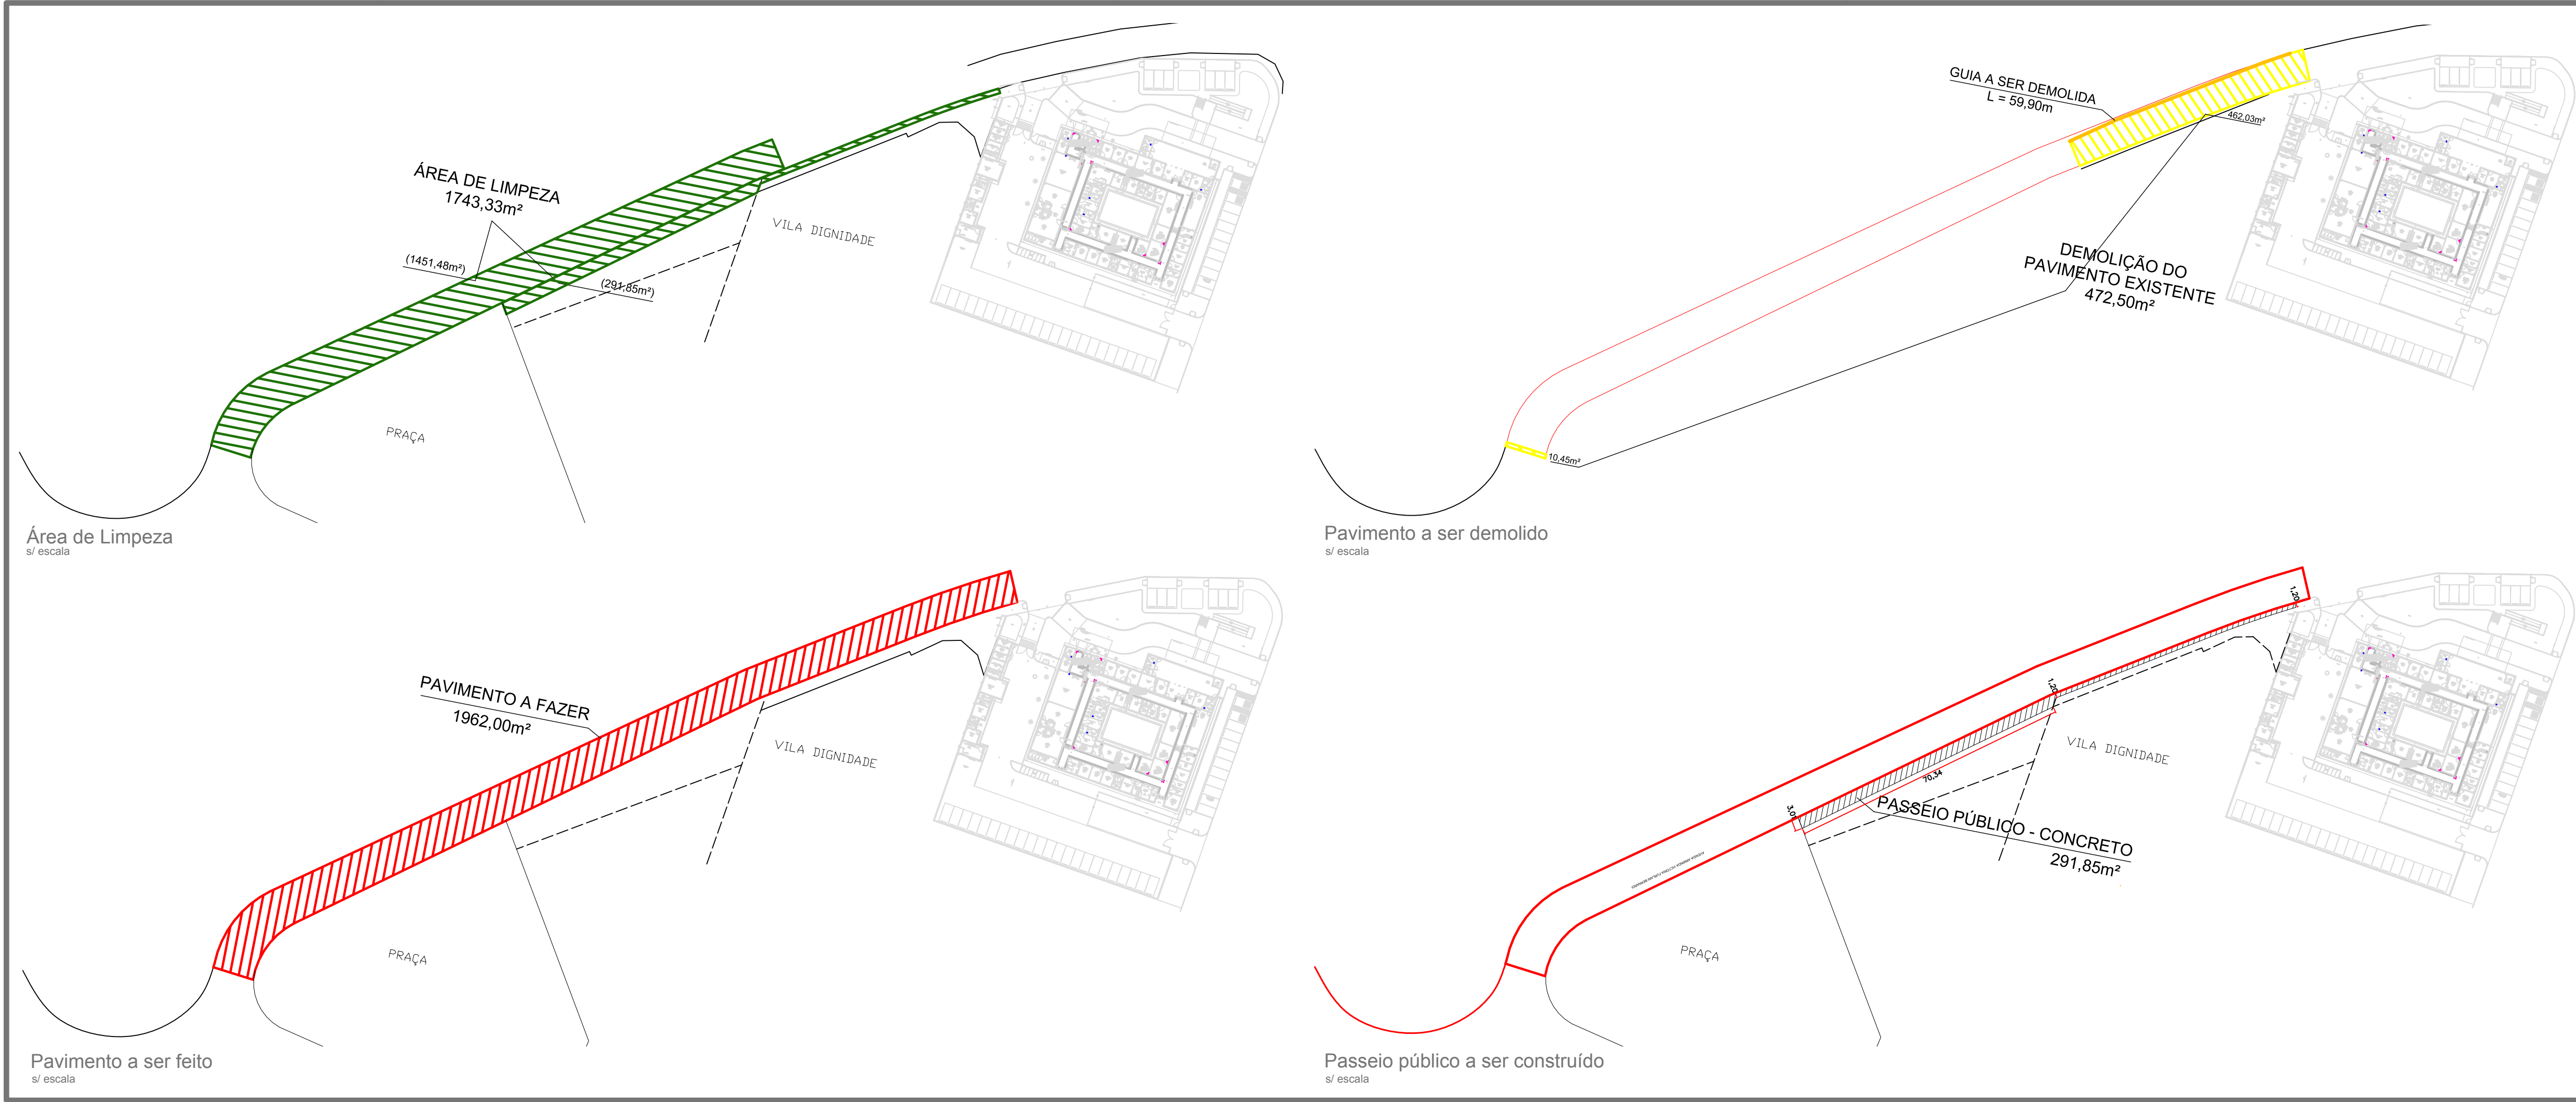 ÁREA DE LIMPEZA
1743,33m²
(1451,48m²)
(291,85m²)
VILA DIGNIDADE
PRAÇA
Área de Limpeza
s/ escala
GUIA A SER DEMOLIDA
L = 59,90m
462,03m²
DEMOLIÇÃO DO
PAVIMENTO EXISTENTE
472,50m²
10,45m²
Pavimento a ser demolido
s/ escala
PAVIMENTO A FAZER
1962,00m²
VILA DIGNIDADE
PRAÇA
Pavimento a ser feito
s/ escala
1,20
1,20
VILA DIGNIDADE
70,34
PASSEIO PÚBLICO - CONCRETO
291,85m²
PRAÇA
Passeio público a ser construído
s/ escala